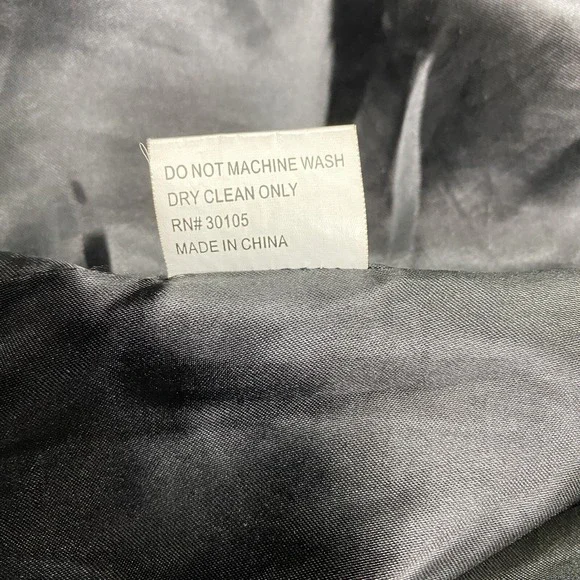 DO NOT MACHINE WASH
DRY CLEAN ONLY
RN# 30105
MADE IN CHINA